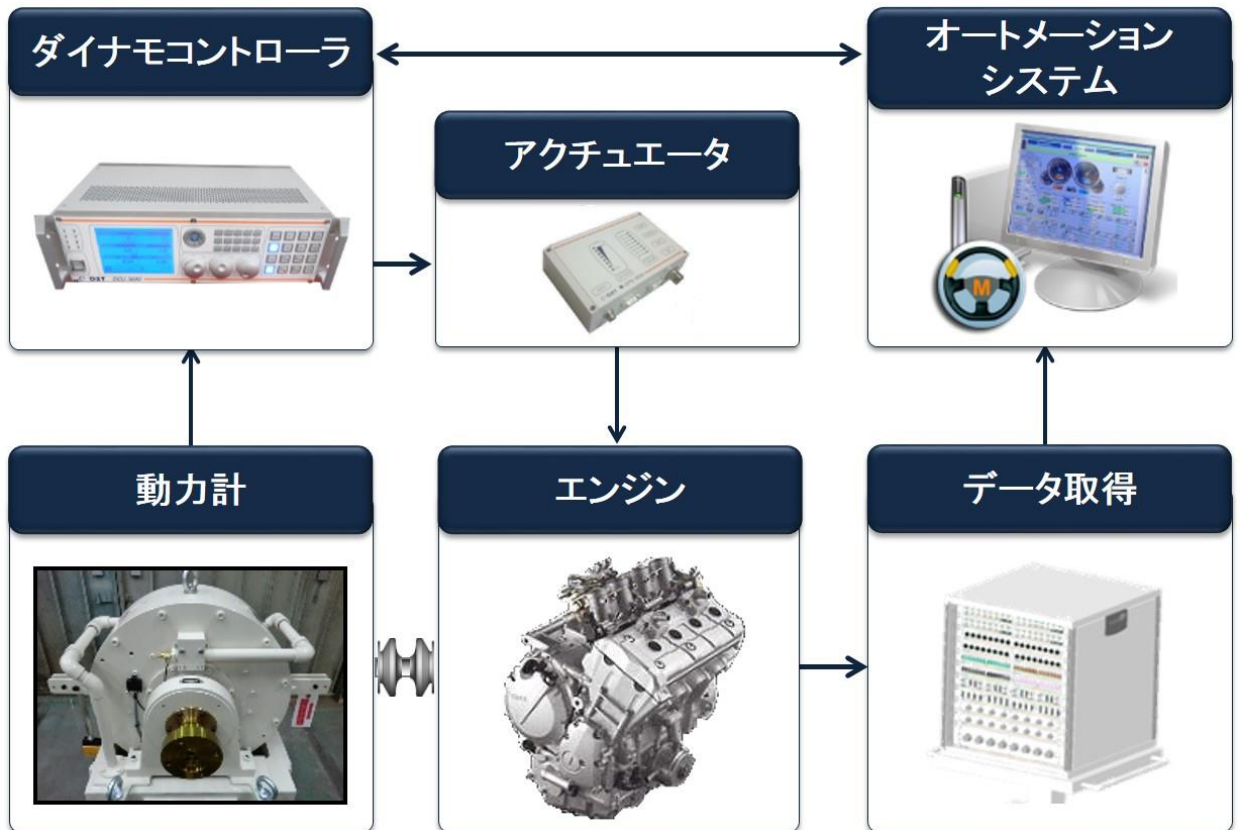 ダイナモコントローラ
オートメーション
システム
アクチュエータ
M
動力計
エンジン
データ取得